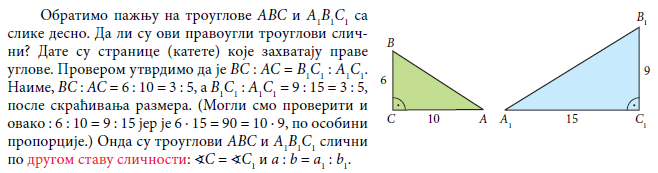 Обратимо пажњу на троуглове ABC и A₁B₁C₁ са
слике десно. Да ли су ови правоугли троуглови слич-
ни? Дате су странице (катете) које захватају праве
углове. Провером утврдимо да је BC : AC = B₁C₁ : A₁C₁.
Наиме, BC : AC = 6 : 10 = 3 : 5, а B₁C₁ : A₁C₁ = 9 : 15 = 3 : 5,
после скраћивања размера. (Могли смо проверити и
овако : 6 : 10 = 9 : 15 јер је 6 · 15 = 90 = 10 · 9, по особини
пропорције.) Онда су троуглови ABC и A₁B₁C₁ слични
по другом ставу сличности: ∢C = ∢C₁ и a : b = a₁ : b₁.
B
6
C
10
A
B₁
9
A₁
15
C₁